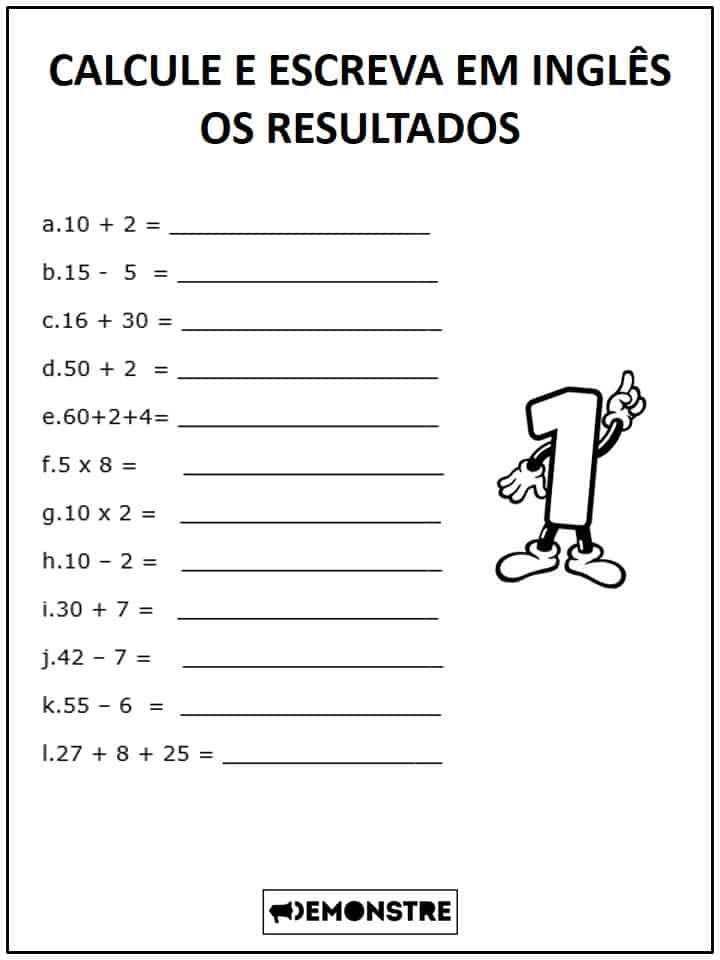 CALCULE E ESCREVA EM INGLÊS
OS RESULTADOS
a.10 + 2 = ____________________
b.15 - 5 = ____________________
c.16 + 30 = ____________________
d.50 + 2 = ____________________
e.60+2+4= ____________________
f.5 x 8 = ____________________
g.10 x 2 = ____________________
h.10 – 2 = ____________________
i.30 + 7 = ____________________
j.42 – 7 = ____________________
k.55 – 6 = ____________________
l.27 + 8 + 25 = _________________
1
DEMONSTRE